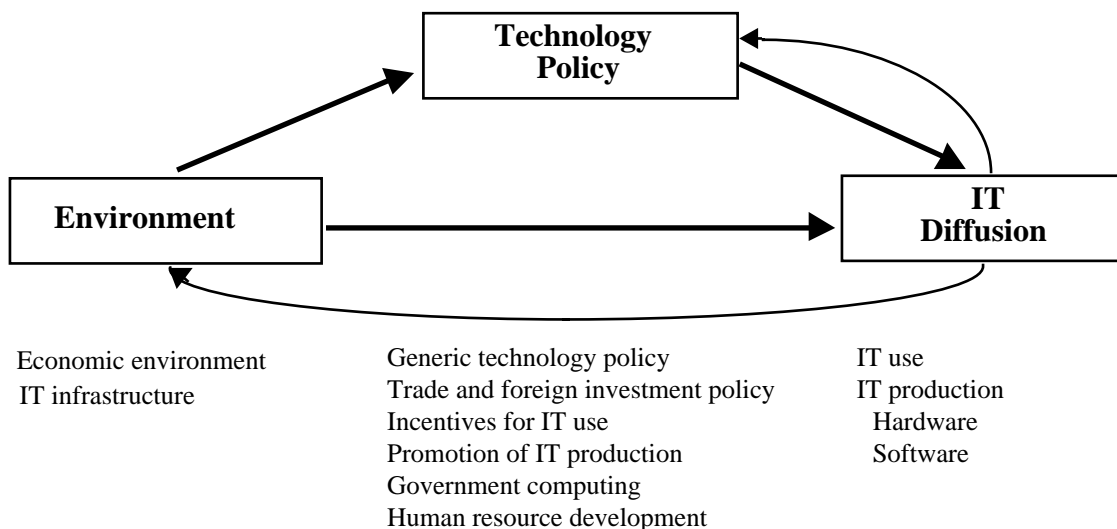 Technology
Policy
Environment
IT
Diffusion
Economic environment
IT infrastructure
Generic technology policy
Trade and foreign investment policy
Incentives for IT use
Promotion of IT production
Government computing
Human resource development
IT use
IT production
Hardware
Software